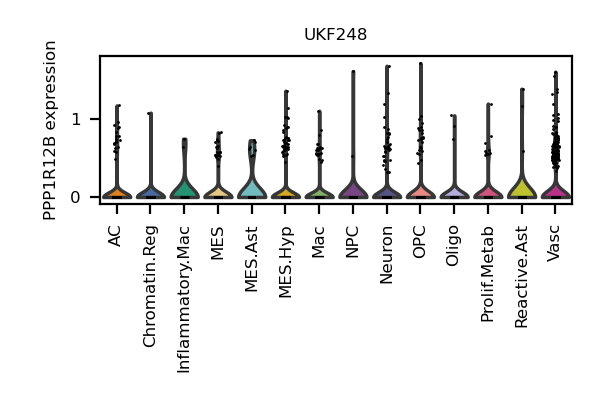 UKF248
PPP1R12B expression
1
0
AC
Chromatin.Reg
Inflammatory.Mac
MES
MES.Ast
MES.Hyp
Mac
NPC
Neuron
OPC
Oligo
Prolif.Metab
Reactive.Ast
Vasc